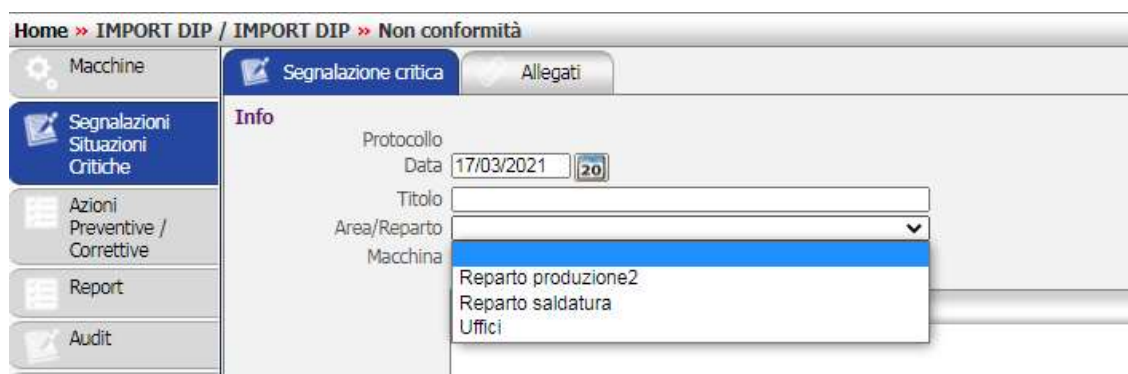 Home » IMPORT DIP / IMPORT DIP » Non conformità
Macchine
Segnalazioni
Situazioni
Critiche
Azioni
Preventive /
Correttive
Report
Audit
Segnalazione critica
Allegati
Info
Protocollo
Data 17/03/2021 20
Titolo
Area/Reparto
Macchina
Reparto produzione2
Reparto saldatura
Uffici